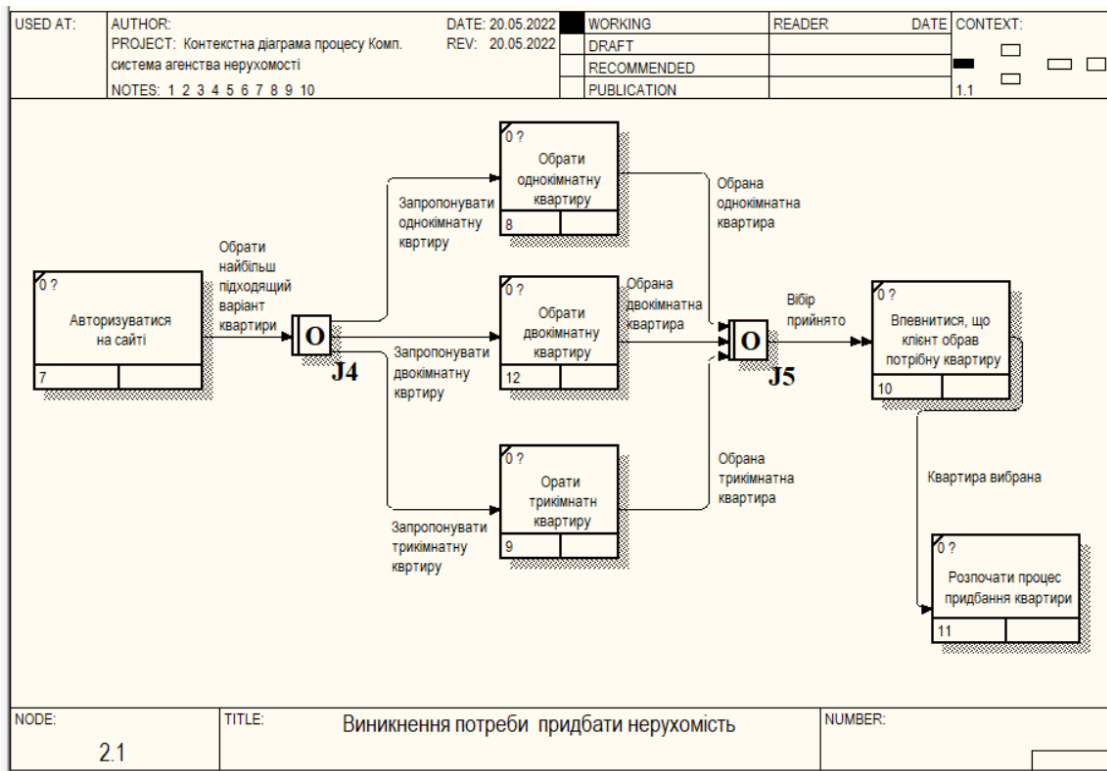 USED AT:
AUTHOR:
DATE: 20.05.2022
PROJECT: Контекстна діаграма процесу Комп.
REV: 20.05.2022
система агенства нерухомості
NOTES: 1 2 3 4 5 6 7 8 9 10
WORKING
DRAFT
RECOMMENDED
PUBLICATION
READER
DATE
CONTEXT:
1.1
0 ?
Авторизуватися
на сайті
7
Обрати
найбільш
підходящий
варіант
квартири
O
J4
Запропонувати
однокімнатну
квртиру
Запропонувати
двокімнатну
квртиру
Запропонувати
трикімнатну
квртиру
0 ?
Обрати
однокімнатну
квартиру
8
0 ?
Обрати
двокімнатну
квартиру
12
0 ?
Орати
трикімнатн
квартиру
9
Обрана
однокімнатна
квартира
Обрана
двокімнатна
квартира
Обрана
трикімнатна
квартира
O
J5
Вібір
прийнято
0 ?
Впевнитися, що
клієнт обрав
потрібну квартиру
10
Квартира вибрана
0 ?
Розпочати процес
придбання квартири
11
NODE:
2.1
TITLE:
Виникнення потреби придбати нерухомість
NUMBER: